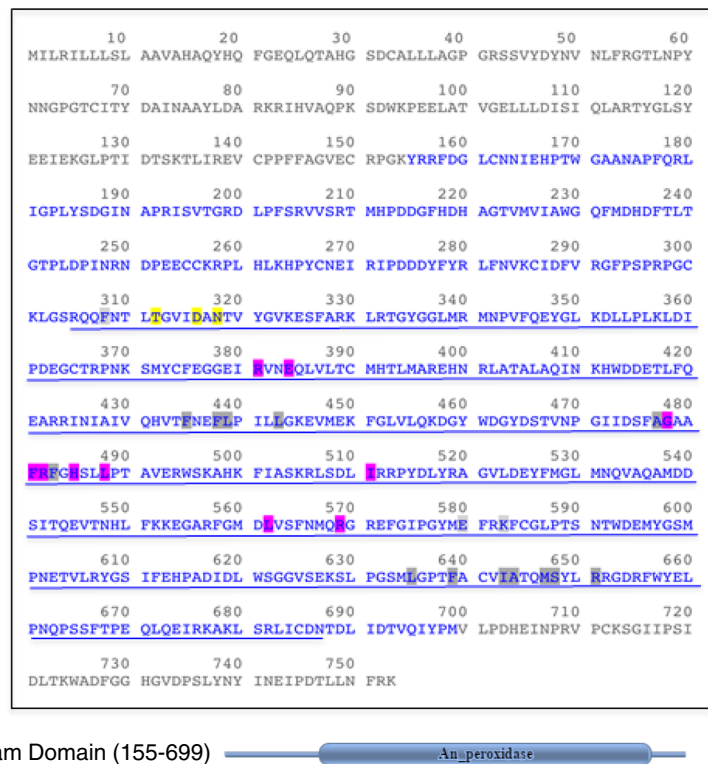 10 20 30 40 50 60
MILRILLLSL AAVAHAQYHQ FGEQLQTAHG SDCALLLAGP GRSSVYDYNV NLFRGTLNPY
70 80 90 100 110 120
NNGPGTCITY DAINAAYLDA RKRIHVAQPK SDWKPEELAT VGELLLDISI QLARTYGLSY
130 140 150 160 170 180
EEIEKGLPTI DTSKTLIREV CPPFFAGVEC RPGKYRRFDG LCNNIEHPTW GAANAPFQRL
190 200 210 220 230 240
IGPLYSDGIN APRISVTGRD LPFSRVVSRT MHPDDGFHDH AGTVMVIAWG QFMDHDFTLT
250 260 270 280 290 300
GTPLDPINRN DPEECCKRPL HLKHPYCNEI RIPDDDYFYR LFNVKCIDFV RGFPSPRPGC
310 320 330 340 350 360
KLGSRQQFNT LTGVIDANTV YGVKESFARK LRTGYGGLMR MNPVFQEYGL KDLLPLKLDI
370 380 390 400 410 420
PDEGCTRPNK SMYCFEGGEI RVNEQLVLTC MHTLMAREHN RLATALAQIN KHWDDETLFQ
430 440 450 460 470 480
EARRINIAIV QHVTFNEFLP ILLGKEVMEK FGLVLQKDGY WDGYDSTVNP GIIDSFAGAA
490 500 510 520 530 540
FRFGHSLLPT AVERWSKAHK FIASKRLSDL IRRPYDLYRA GVLDEYFMGL MNQVAQAMDD
550 560 570 580 590 600
SITQEVTNHL FKKEGARFGM DLVSFNMQRG REFGIPGYME FRKFCGLPTS NTWDEMYGSM
610 620 630 640 650 660
PNETVLRYGS IFEHPADIDL WSGGVSEKSL PGSMLGPTFA CVIATQMSYL RRGDRFWYEL
670 680 690 700 710 720
PNQPSSFTPE QLQEIRKAKL SRLICDNTDL IDTVQIYPMV LPDHEINPRV PCKSGIIPSI
730 740 750
DLTKWADFGG HGVDPSLYNY INEIPDTLLN FRK
am Domain (155-699) An_peroxidase